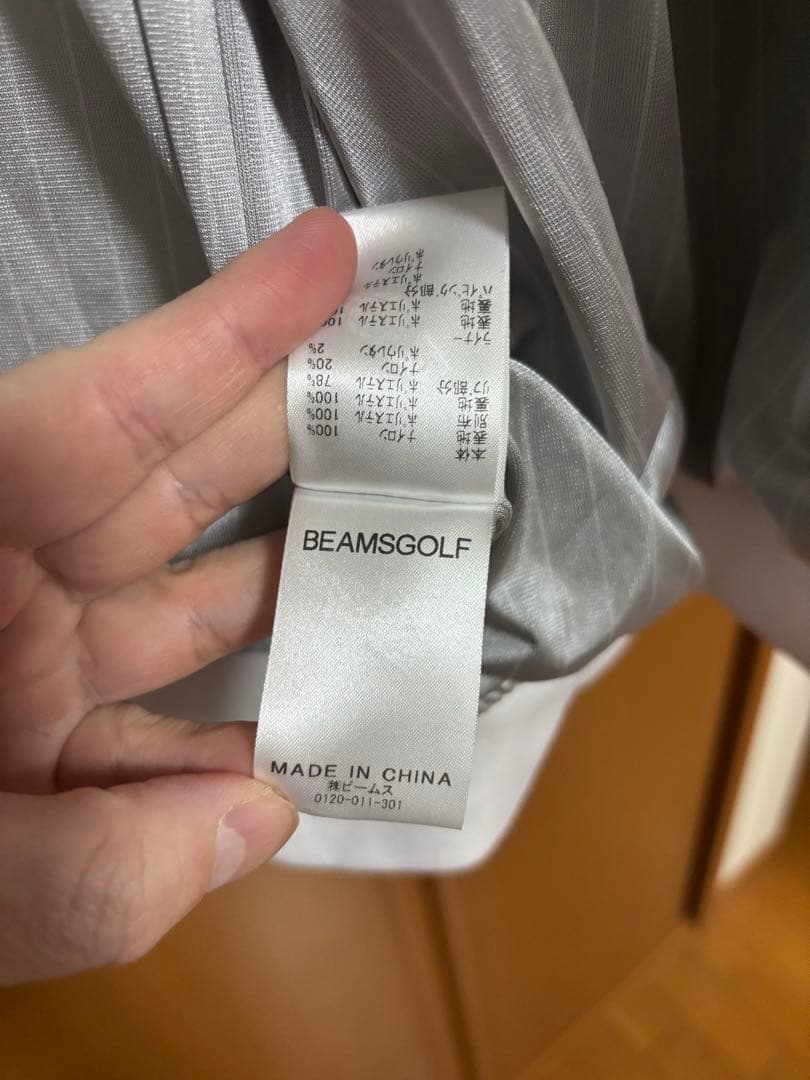 本体
表地 ナイロン 100%
別布 ポリエステル 100%
裏地 ポリエステル 100%
リブ部分 ポリエステル 78%
ナイロン 20%
ポリウレタン 2%
ライナー
表地 ポリエステル 100
裏地 ポリエステル 10
パイピング部分
ポリエステル
ナイロン
ポリウレタン
BEAMSGOLF
MADE IN CHINA
㈱ビームス
0120-011-301